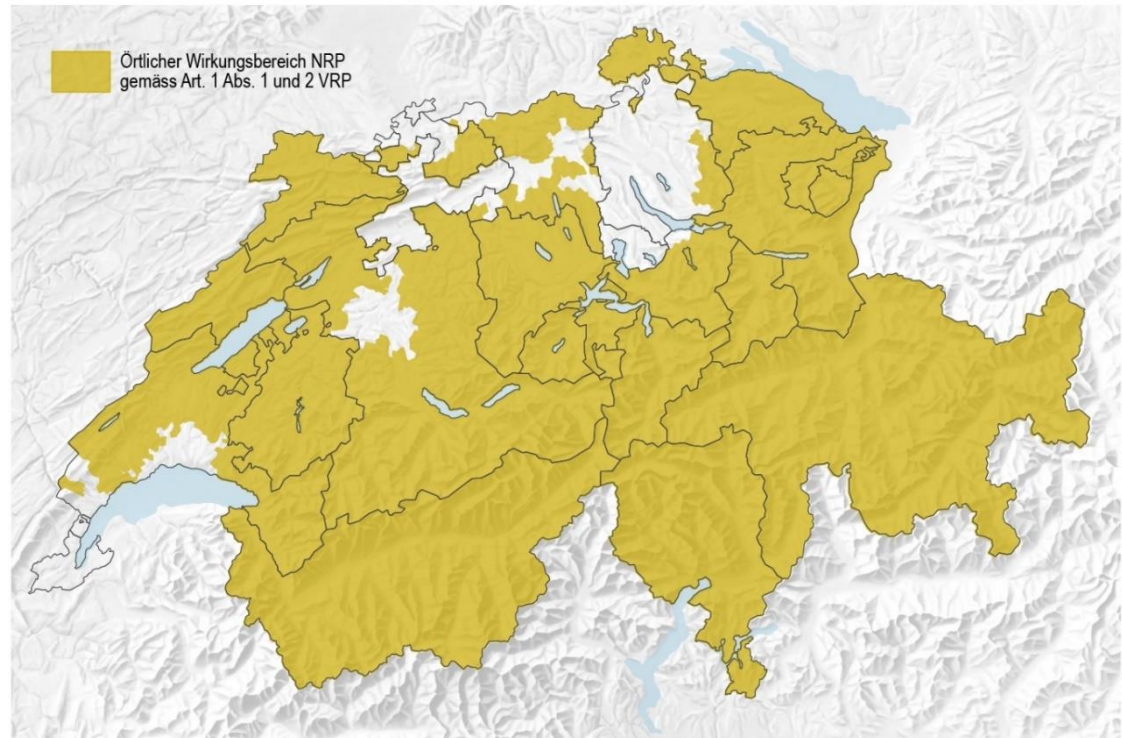 Örtlicher Wirkungsbereich NRP
gemäss Art. 1 Abs. 1 und 2 VRP